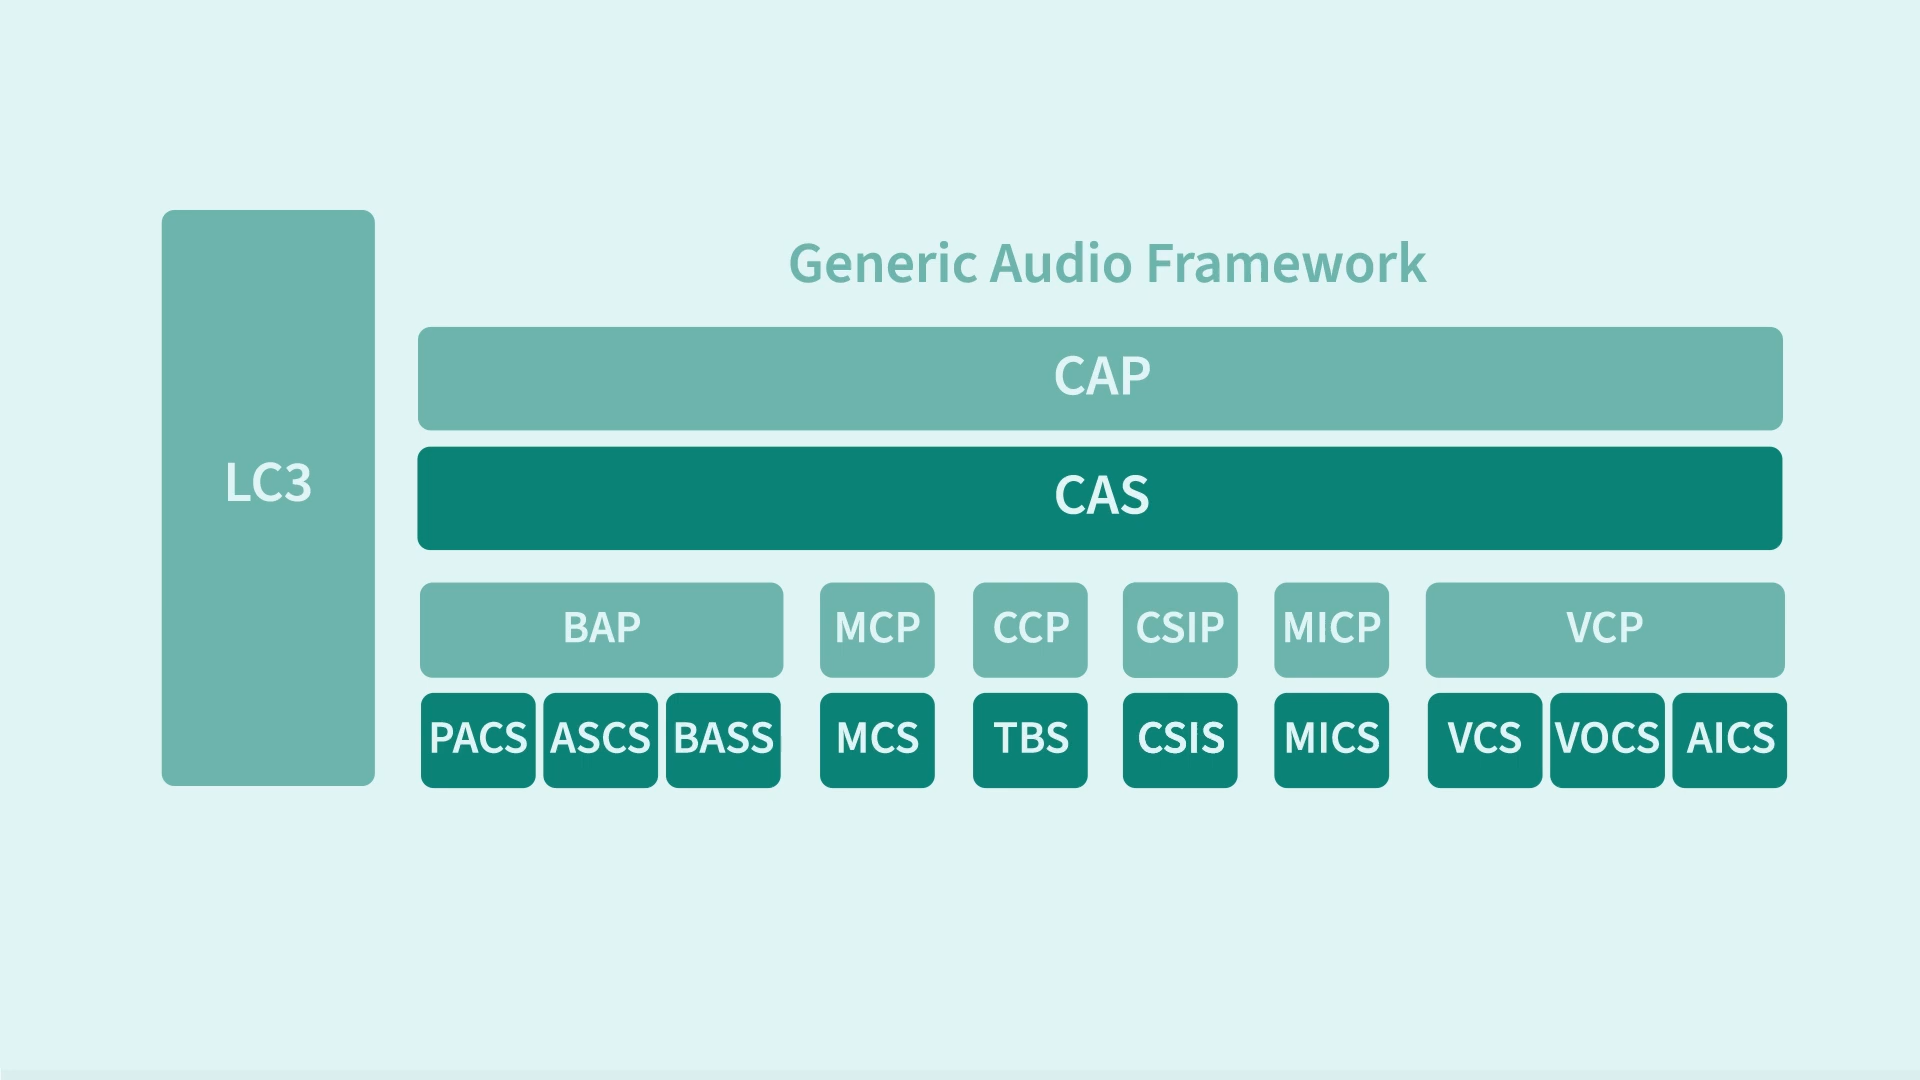 LC3
Generic Audio Framework
CAP
CAS
BAP MCP CCP CSIP MICP VCP
PACS ASCS BASS MCS TBS CSIS MICS VCS VOCS AICS